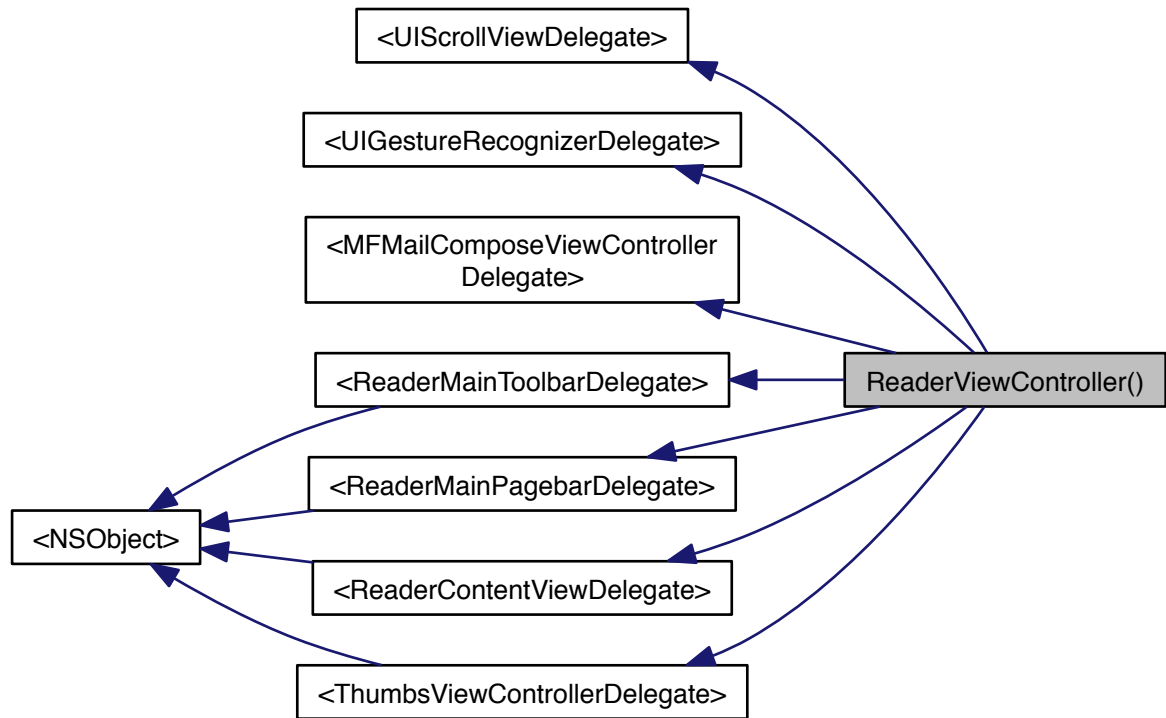 <UIScrollViewDelegate>
<UIGestureRecognizerDelegate>
<MFMailComposeViewController
Delegate>
<ReaderMainToolbarDelegate>
ReaderViewController()
<ReaderMainPagebarDelegate>
<NSObject>
<ReaderContentViewDelegate>
<ThumbsViewControllerDelegate>